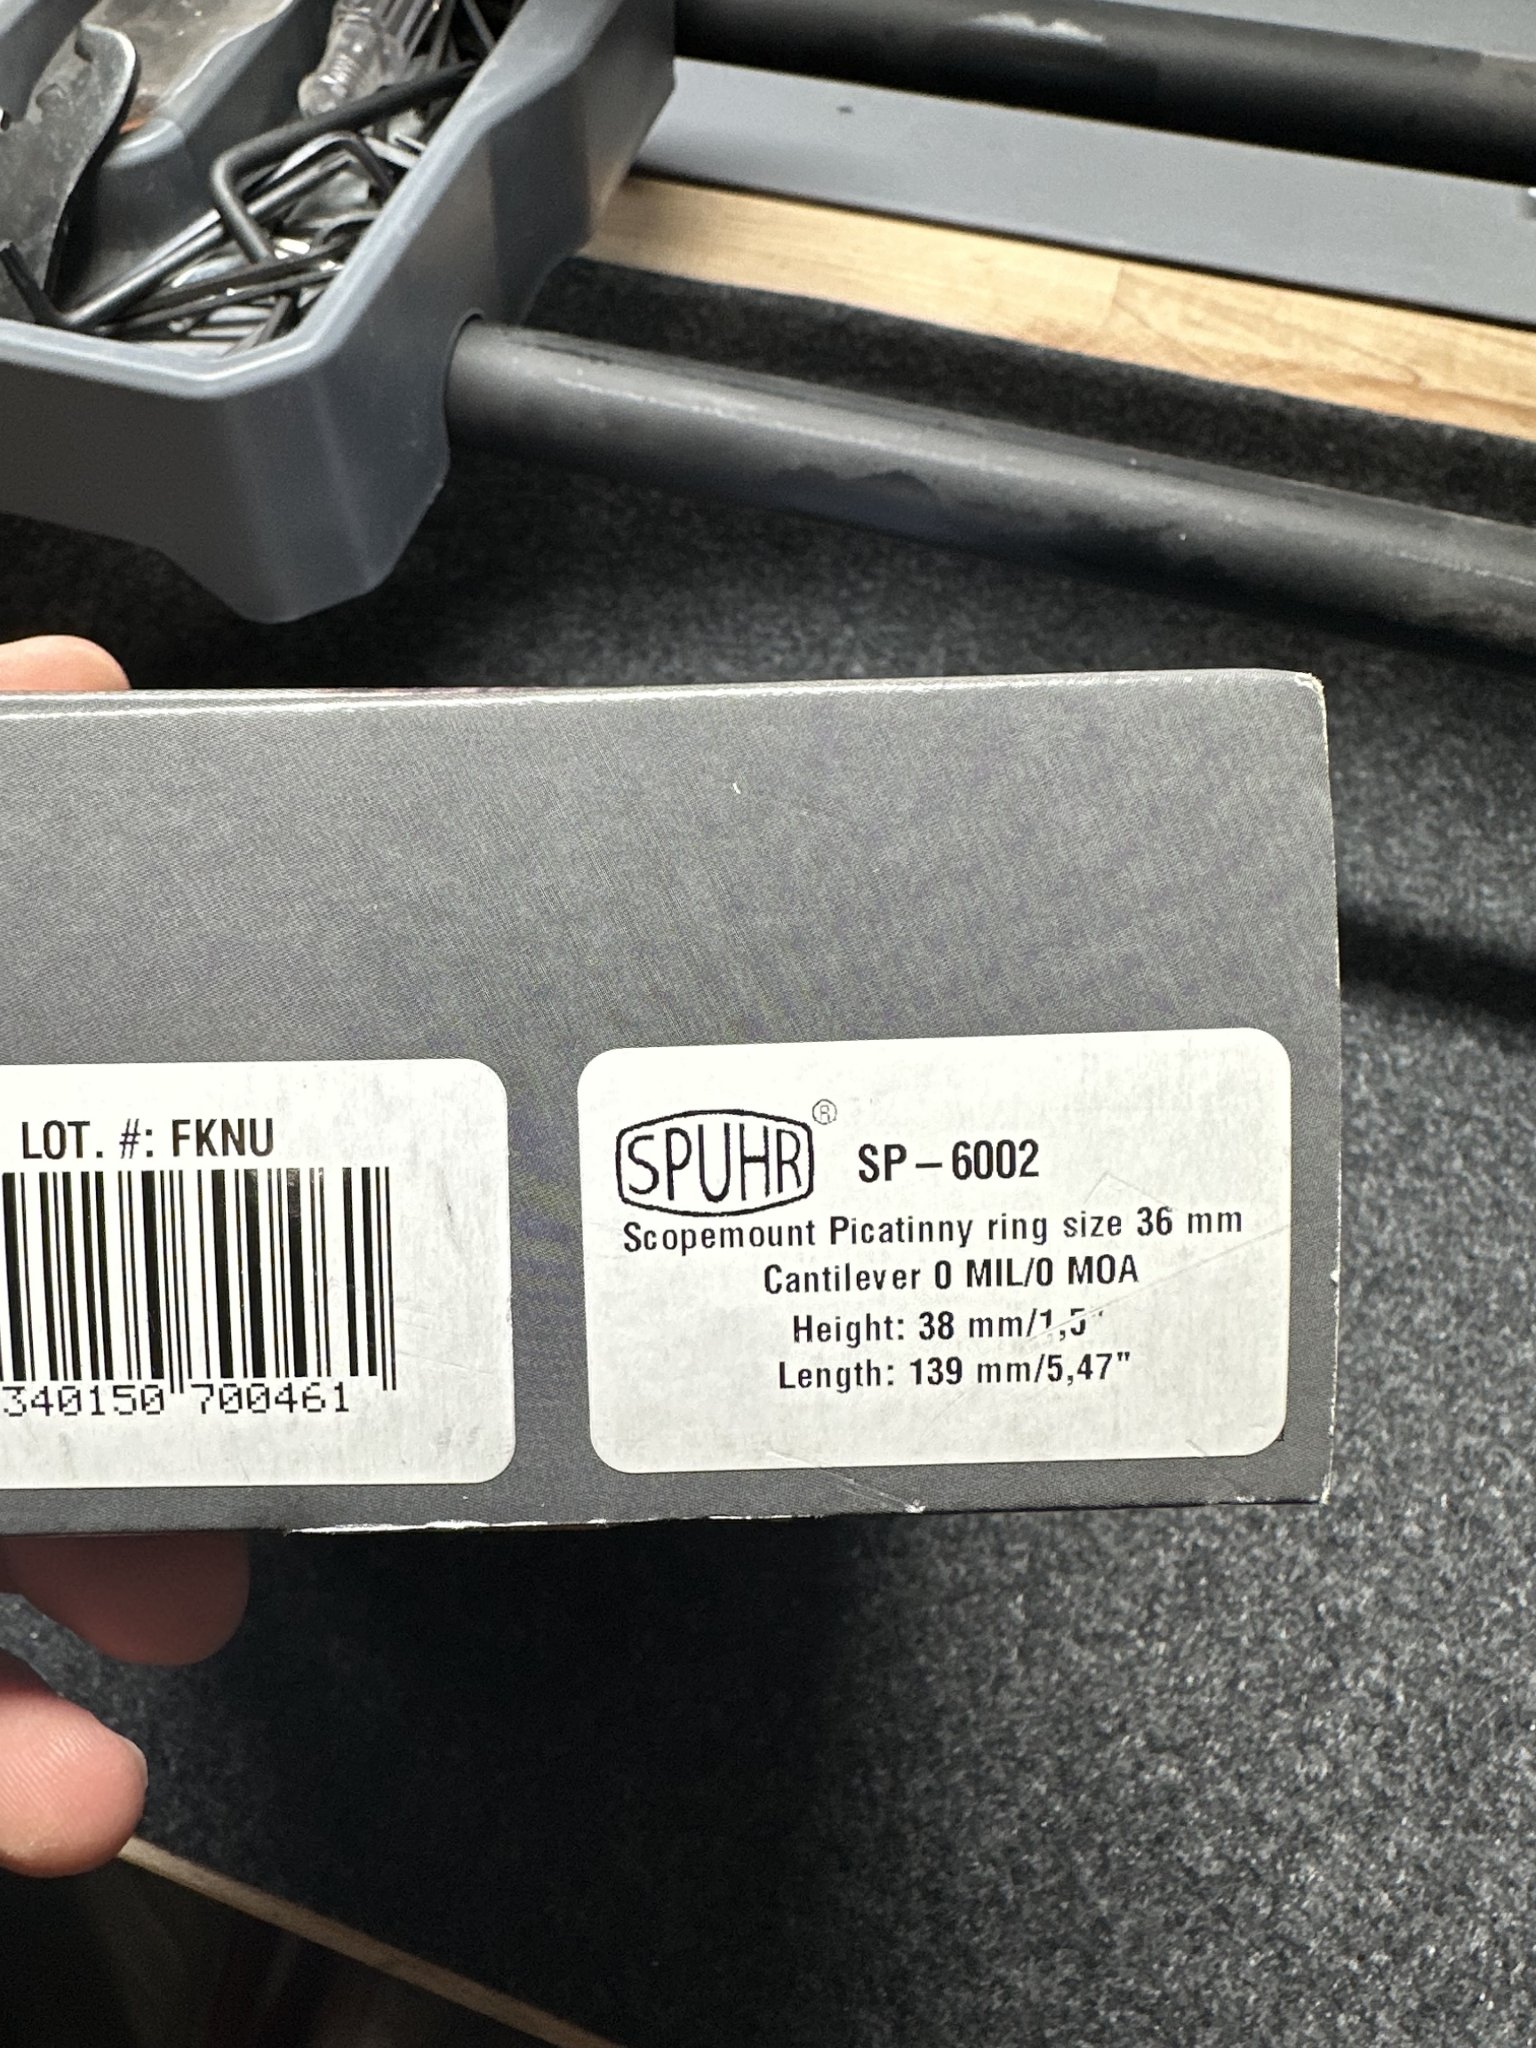 LOT. #: FKNU
340150 700461
SPUHR® SP-6002
Scopemount Picatinny ring size 36 mm
Cantilever 0 MIL/0 MOA
Height: 38 mm/1,5"
Length: 139 mm/5,47"